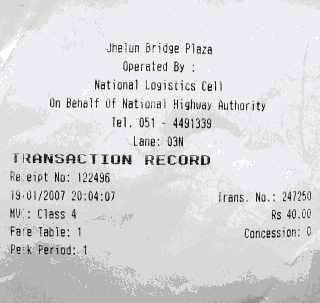 Jhelum Bridge Plaza
Operated By :
National Logistics Cell
On Behalf Of National Highway Authority
Tel. 051 - 4491339
Lane: 03N
TRANSACTION RECORD
Receipt No: 122496
19/01/2007 20:04:07 Trans. No.: 247250
MVC: Class 4 Rs 40.00
Fare Table: 1 Concession: 0
Peak Period: 1